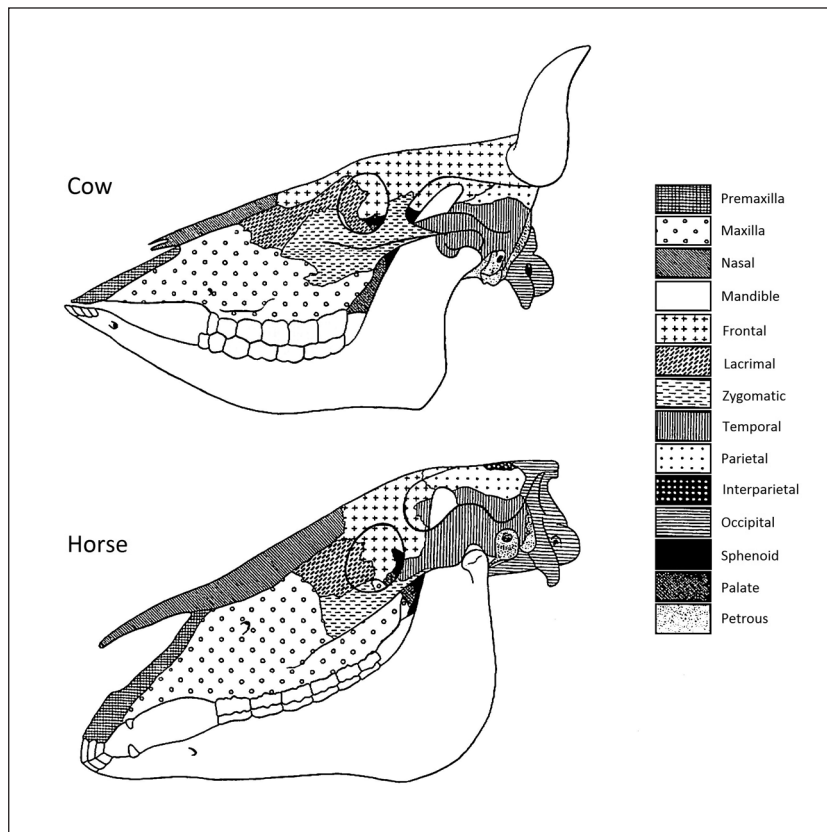 Cow
Horse
Premaxilla
Maxilla
Nasal
Mandible
Frontal
Lacrimal
Zygomatic
Temporal
Parietal
Interparietal
Occipital
Sphenoid
Palate
Petrous